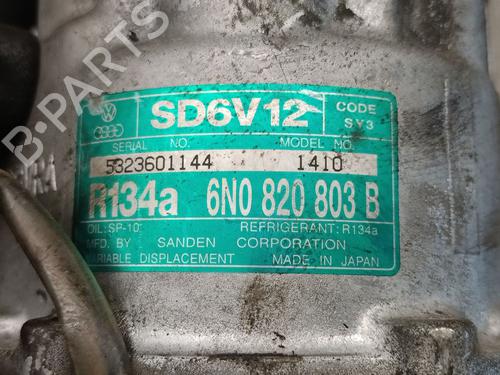 B-Parts
SD6V12
CODE
SY3
SERIAL NO. MODEL NO.
5323601144 1410
R134a 6N0 820 803 B
OIL:SP-10 REFRIGERANT:R134a
MFD. BY SANDEN CORPORATION
VARIABLE DISPLACEMENT MADE IN JAPAN